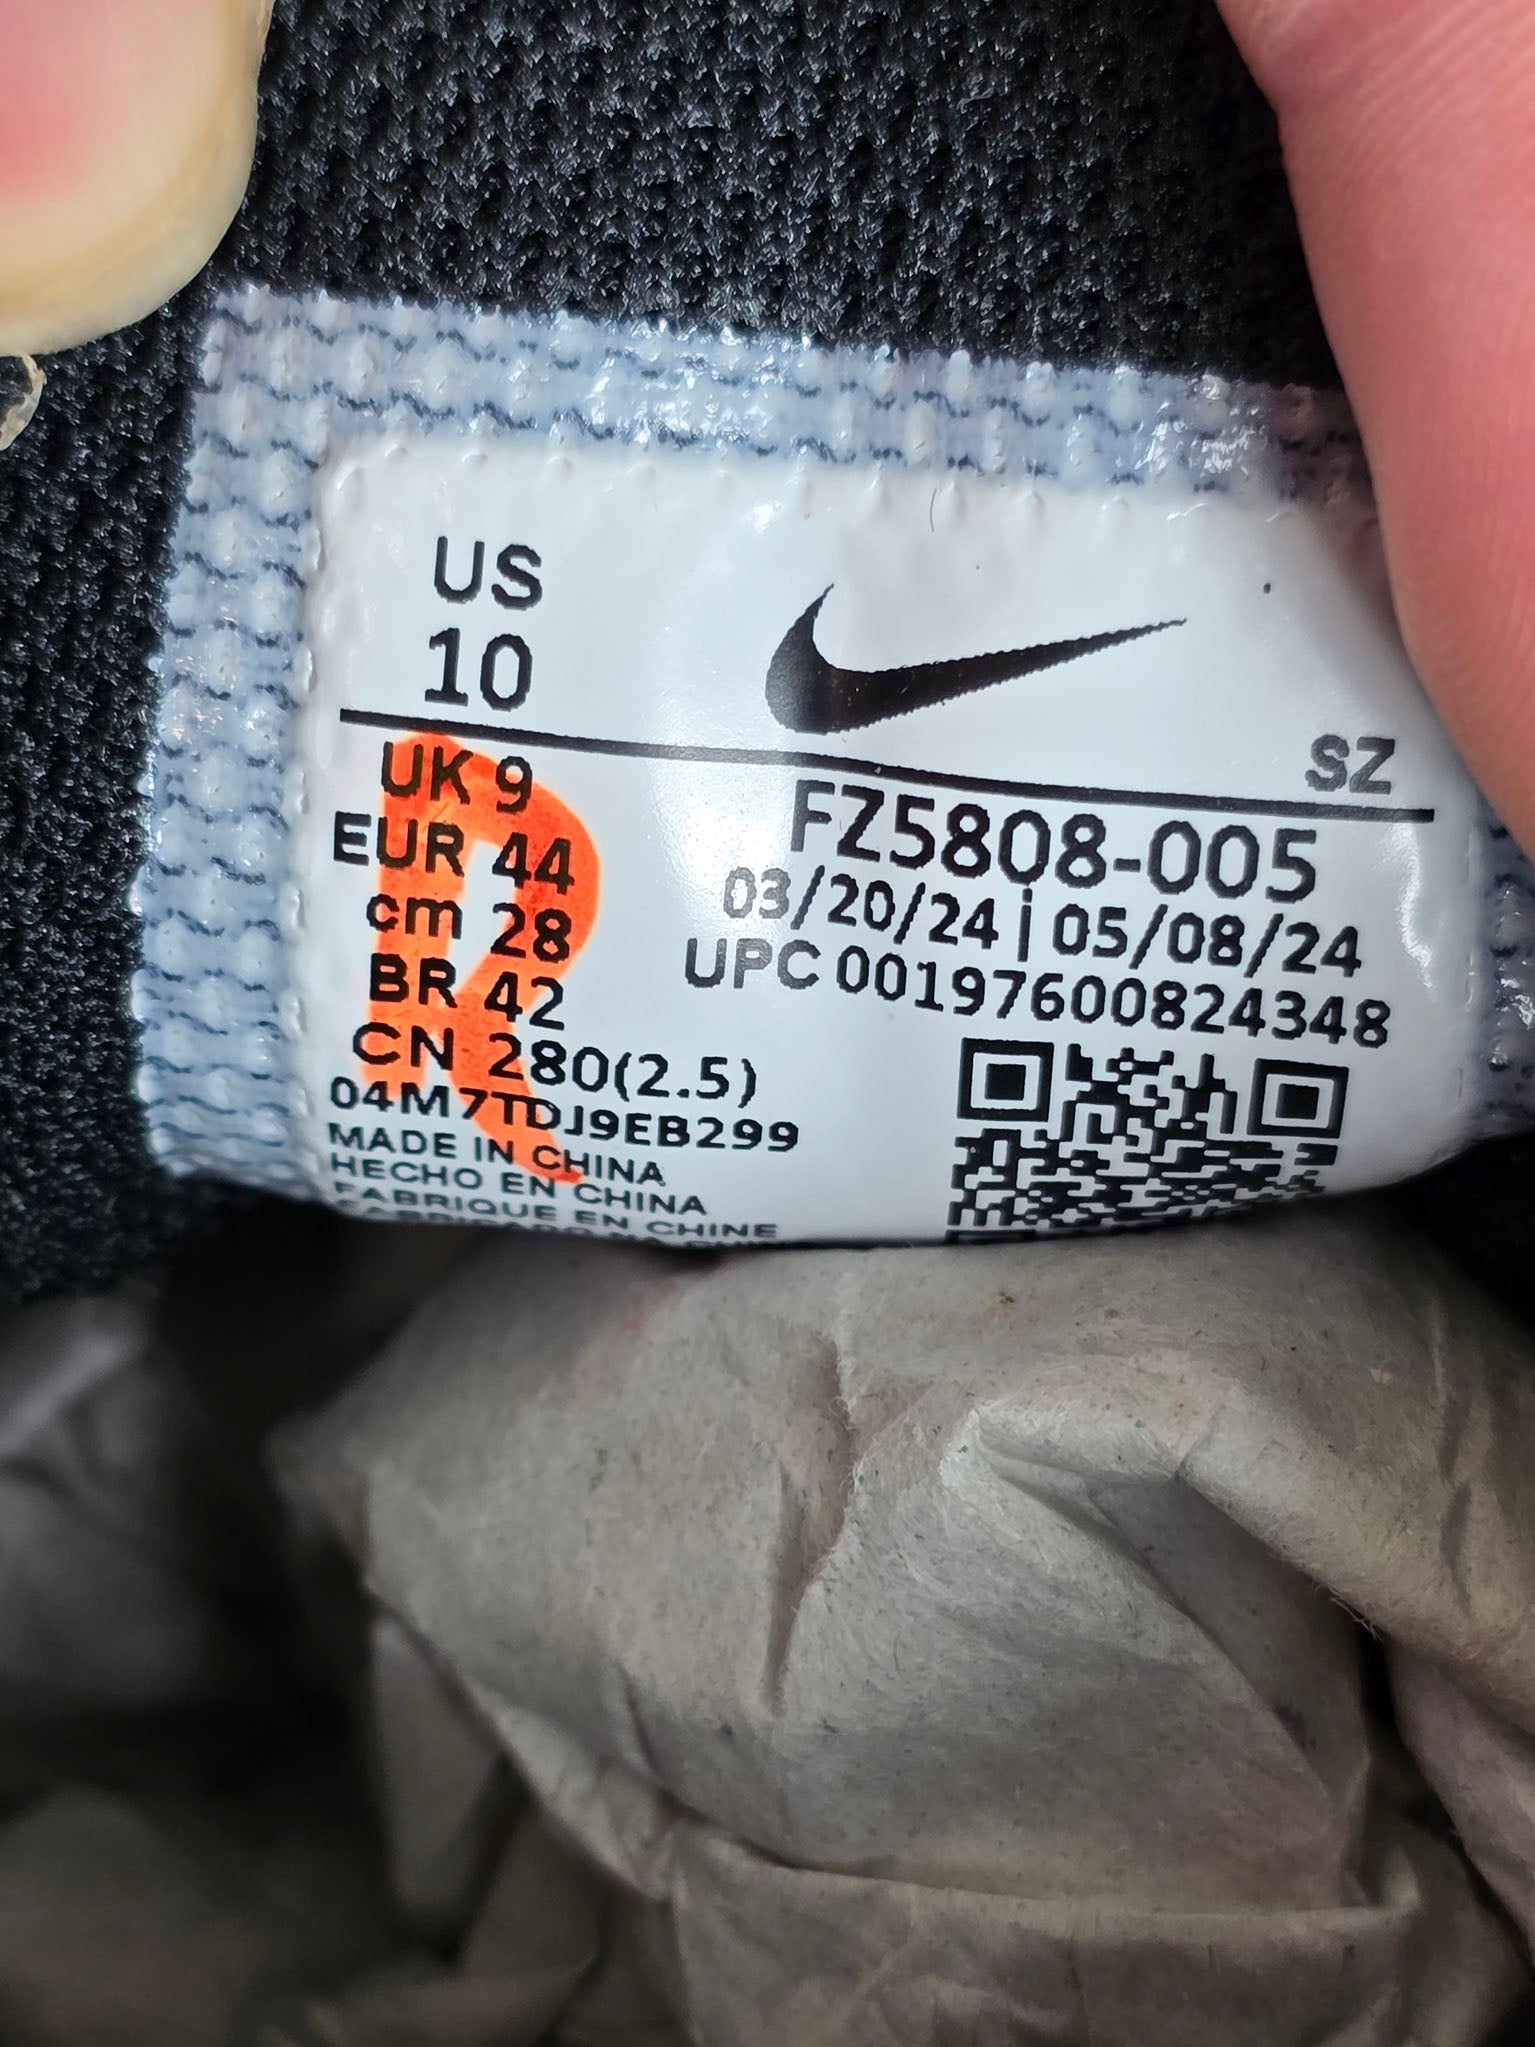 US
10
SZ
UK 9
EUR 44
cm 28
BR 42
CN 280(2.5)
04M7TDJ9EB299
MADE IN CHINA
HECHO EN CHINA
FABRIQUE EN CHINE
R
FZ5808-005
03/20/24 | 05/08/24
UPC 00197600824348